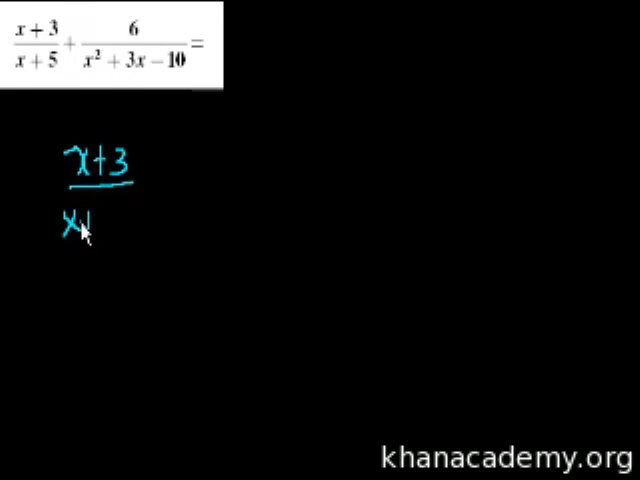 (x + 3)/(x + 5) + 6/(x² + 3x − 10) =
x+3
x
khanacademy.org